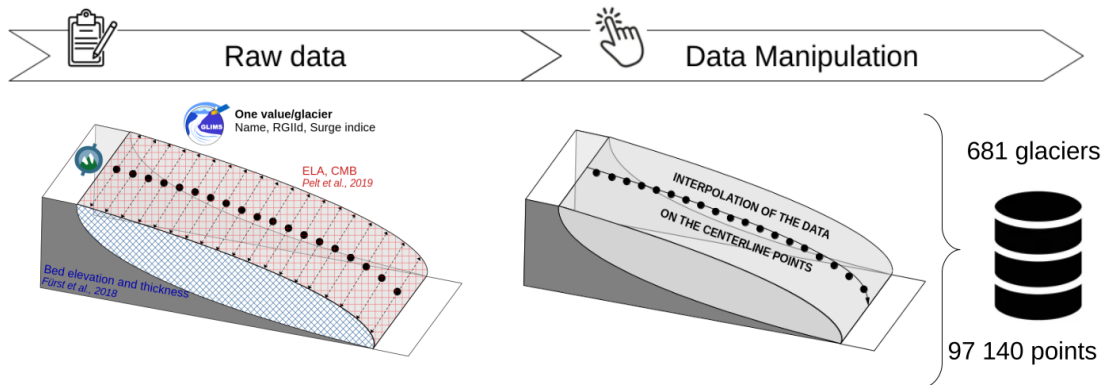 Raw data
Data Manipulation
GLIMS
One value/glacier
Name, RGIId, Surge indice
ELA, CMB
Pelt et al., 2019
Bed elevation and thickness
Fürst et al., 2018
INTERPOLATION OF THE DATA
ON THE CENTERLINE POINTS
681 glaciers
97 140 points